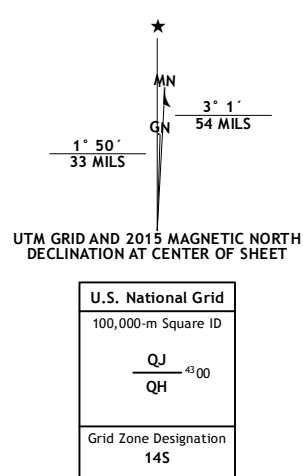 ★
MN
3° 1´
54 MILS
GN
1° 50´
33 MILS
UTM GRID AND 2015 MAGNETIC NORTH
DECLINATION AT CENTER OF SHEET
U.S. National Grid
100,000-m Square ID
QJ
4300
QH
Grid Zone Designation
14S